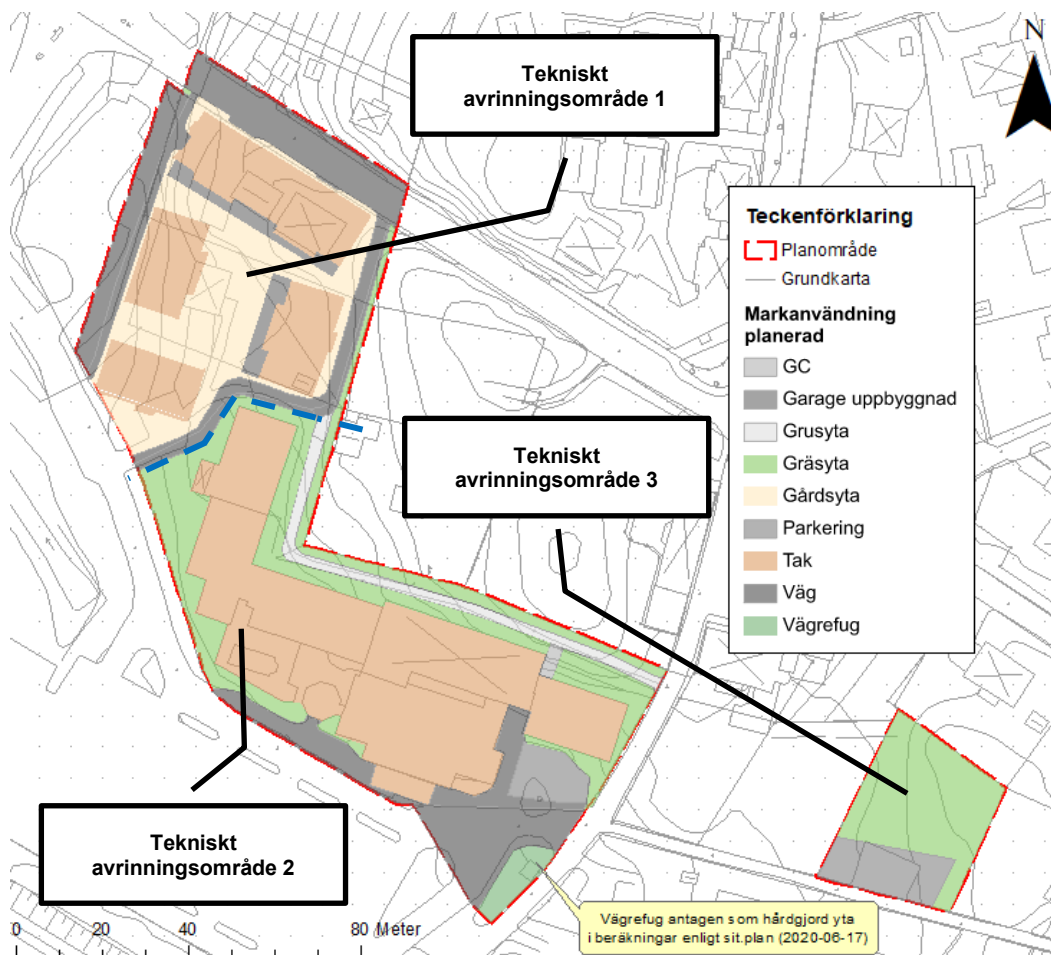 Tekniskt
avrinningsområde 1
N
Teckenförklaring
Planområde
Grundkarta
Markanvändning
planerad
GC
Garage uppbyggnad
Grusyta
Gräsyta
Gårdsyta
Parkering
Tak
Väg
Vägrefug
Tekniskt
avrinningsområde 3
Tekniskt
avrinningsområde 2
Vägrefug antagen som hårdgjord yta
i beräkningar enligt sit.plan (2020-06-17)
0 20 40 80 Meter